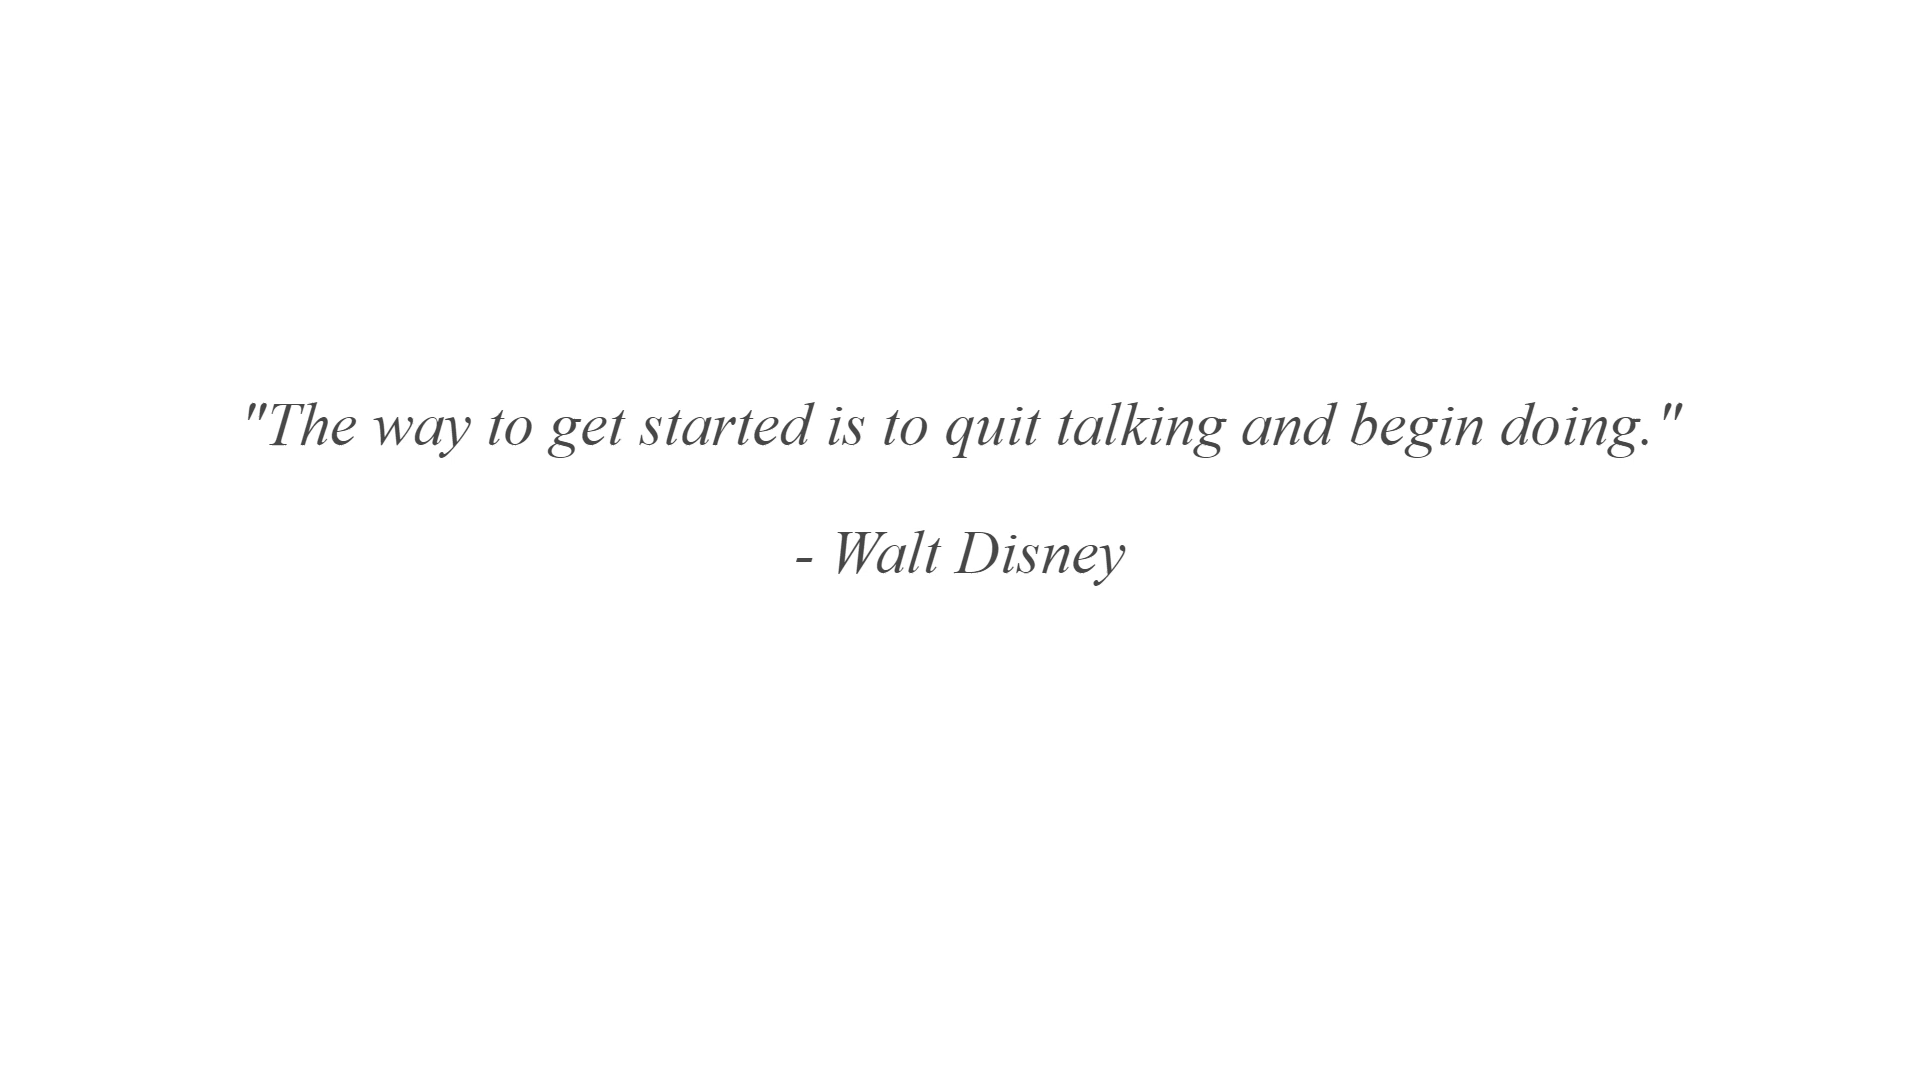 "The way to get started is to quit talking and begin doing."
- Walt Disney